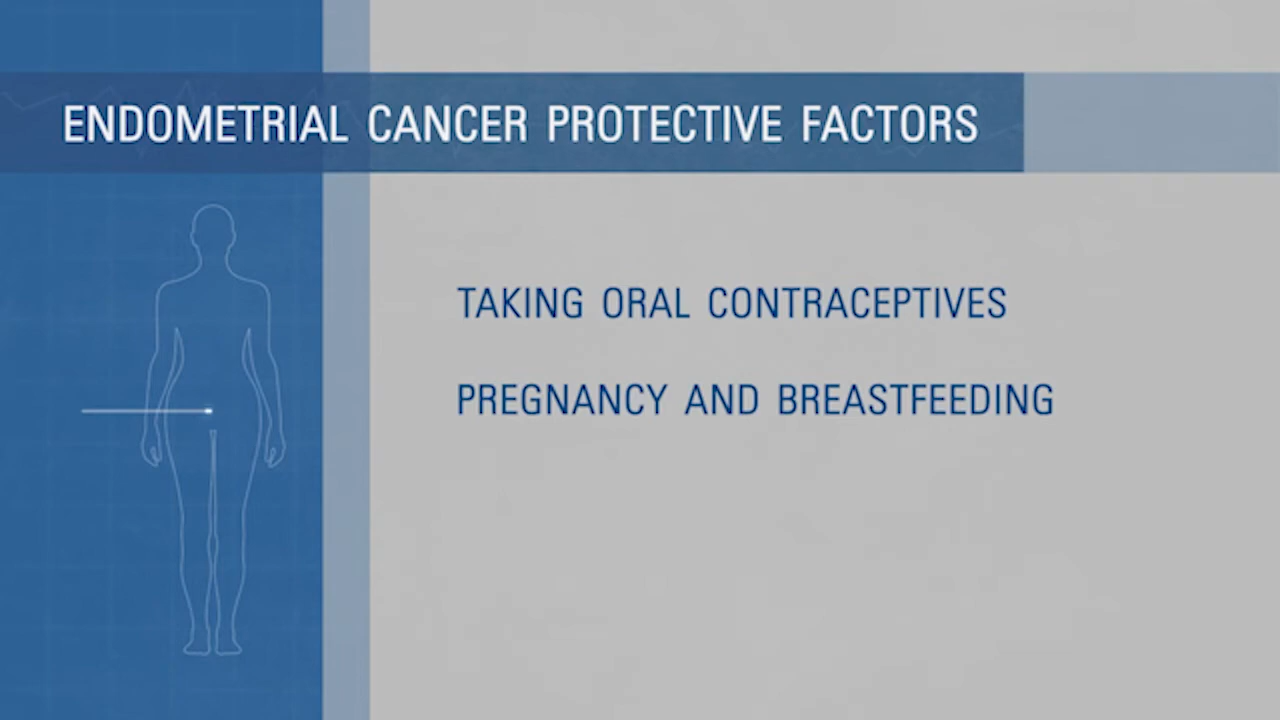 ENDOMETRIAL CANCER PROTECTIVE FACTORS
TAKING ORAL CONTRACEPTIVES
PREGNANCY AND BREASTFEEDING